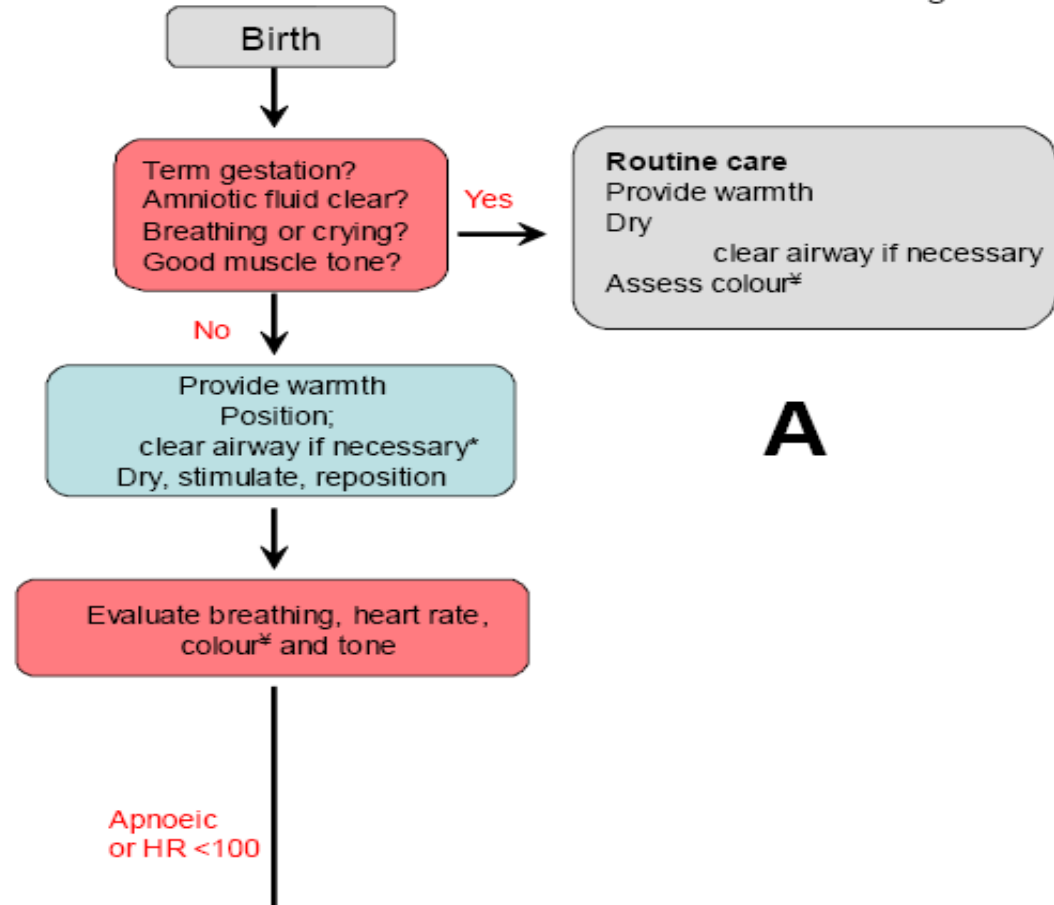 Birth
Term gestation?
Amniotic fluid clear?
Breathing or crying?
Good muscle tone?
Yes
Routine care
Provide warmth
Dry
clear airway if necessary
Assess colour¥
No
Provide warmth
Position;
clear airway if necessary*
Dry, stimulate, reposition
A
Evaluate breathing, heart rate,
colour¥ and tone
Apnoeic
or HR <100